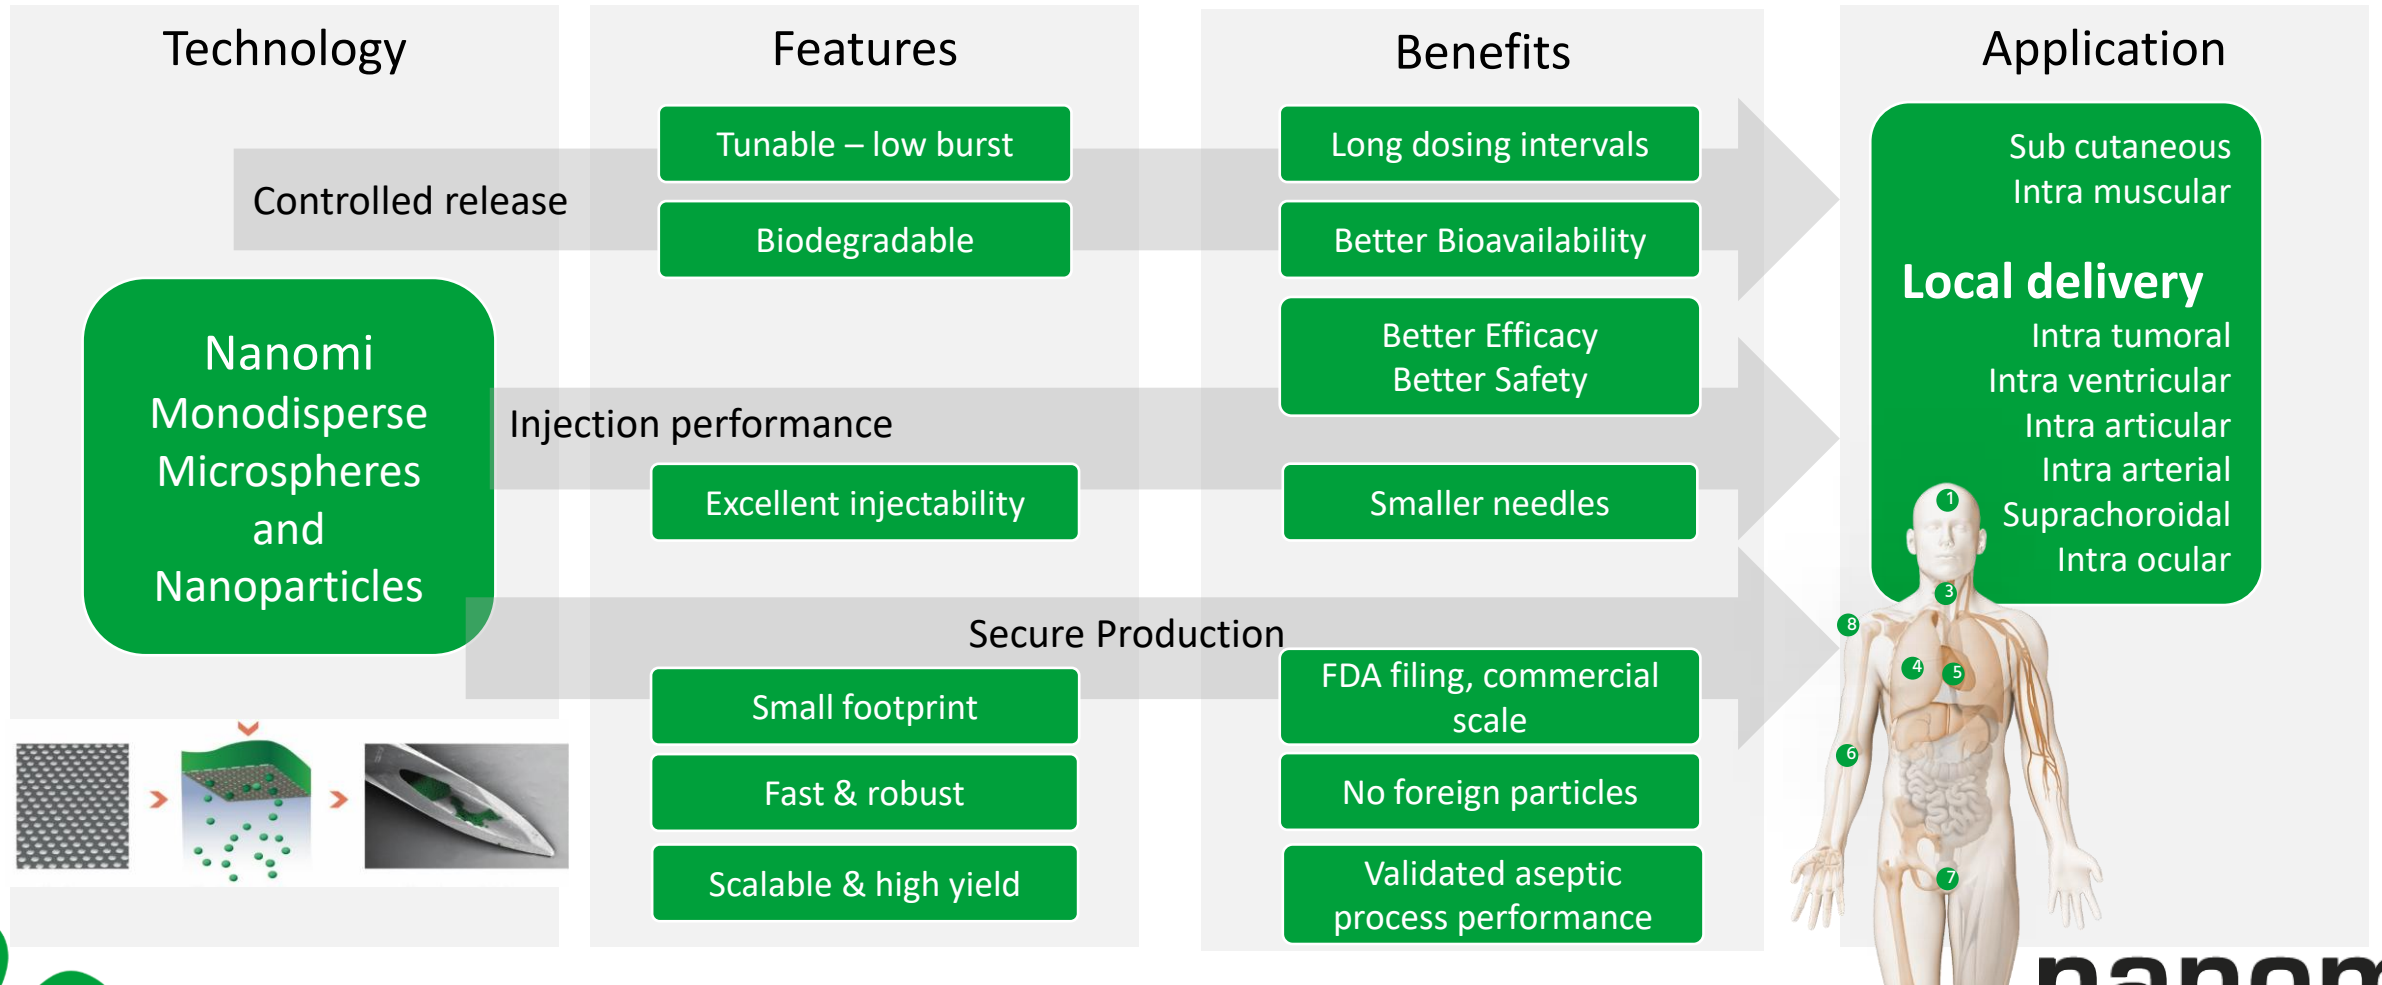 Technology
Controlled release
Nanomi
Monodisperse
Microspheres
and
Nanoparticles
Features
Tunable – low burst
Biodegradable
Injection performance
Excellent injectability
Secure Production
Small footprint
Fast & robust
Scalable & high yield
Benefits
Long dosing intervals
Better Bioavailability
Better Efficacy
Better Safety
Smaller needles
FDA filing, commercial
scale
No foreign particles
Validated aseptic
process performance
Application
Sub cutaneous
Intra muscular
Local delivery
Intra tumoral
Intra ventricular
Intra articular
Intra arterial
Suprachoroidal
Intra ocular
1
3
8
4
5
6
7
nanom